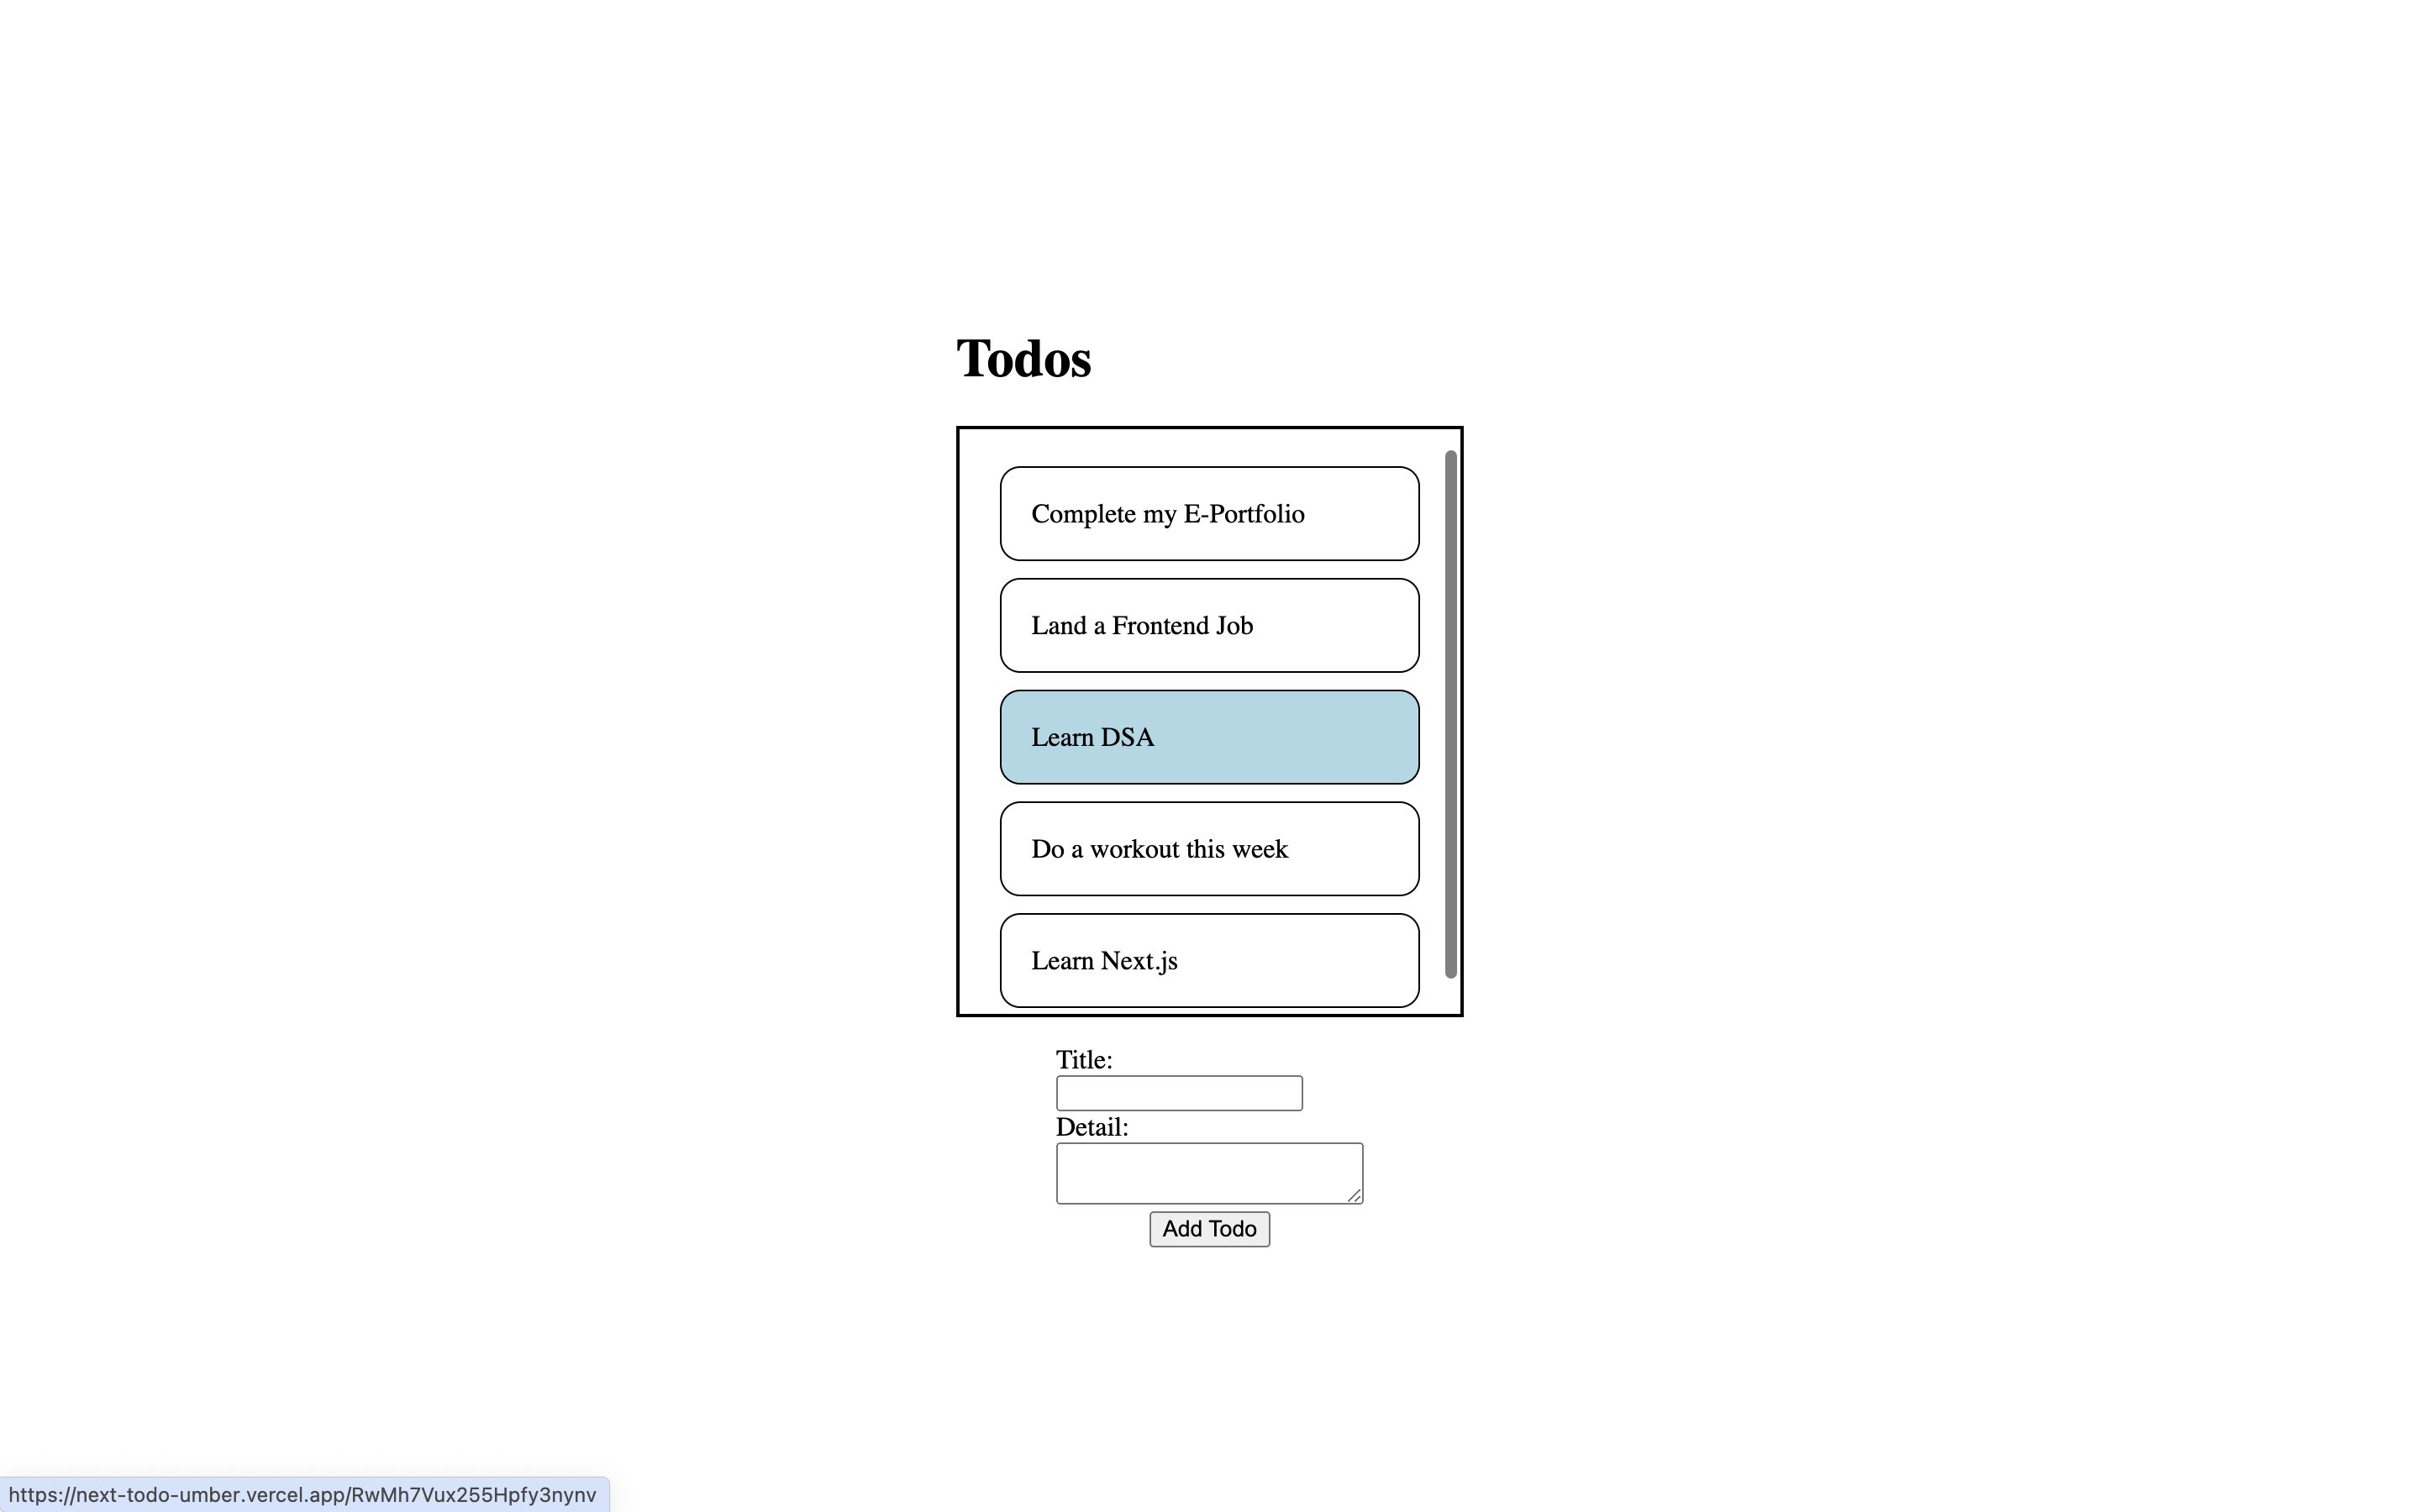 Todos
Complete my E-Portfolio
Land a Frontend Job
Learn DSA
Do a workout this week
Learn Next.js
Title:
Detail:
Add Todo
https://next-todo-umber.vercel.app/RwMh7Vux255Hpfy3nynv